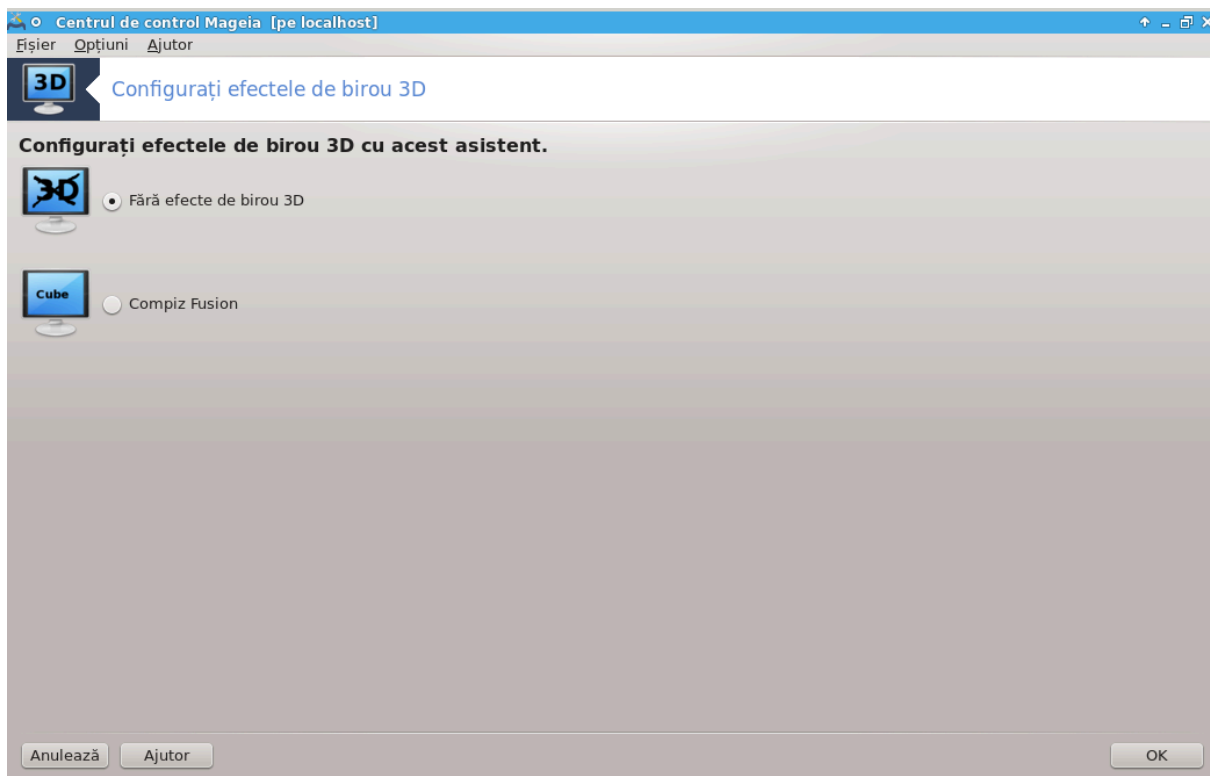 Centrul de control Mageia [pe localhost]
Fișier Opțiuni Ajutor
3D Configurați efectele de birou 3D
Configurați efectele de birou 3D cu acest asistent.
3D Fără efecte de birou 3D
Cube Compiz Fusion
Anulează Ajutor OK